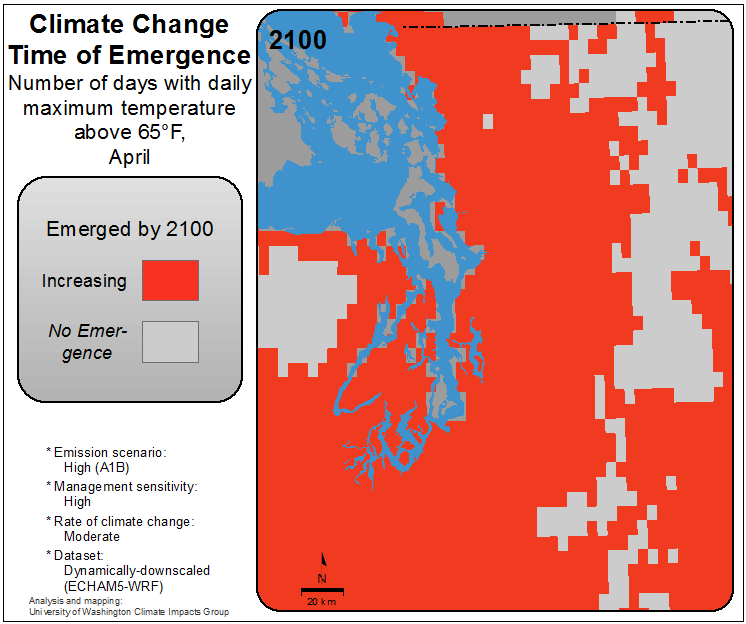 Climate Change
Time of Emergence
Number of days with daily
maximum temperature
above 65°F,
April
Emerged by 2100
Increasing
No Emer-
gence
* Emission scenario:
High (A1B)
* Management sensitivity:
High
* Rate of climate change:
Moderate
* Dataset:
Dynamically-downscaled
(ECHAM5-WRF)
Analysis and mapping:
University of Washington Climate Impacts Group
2100
N
20 km